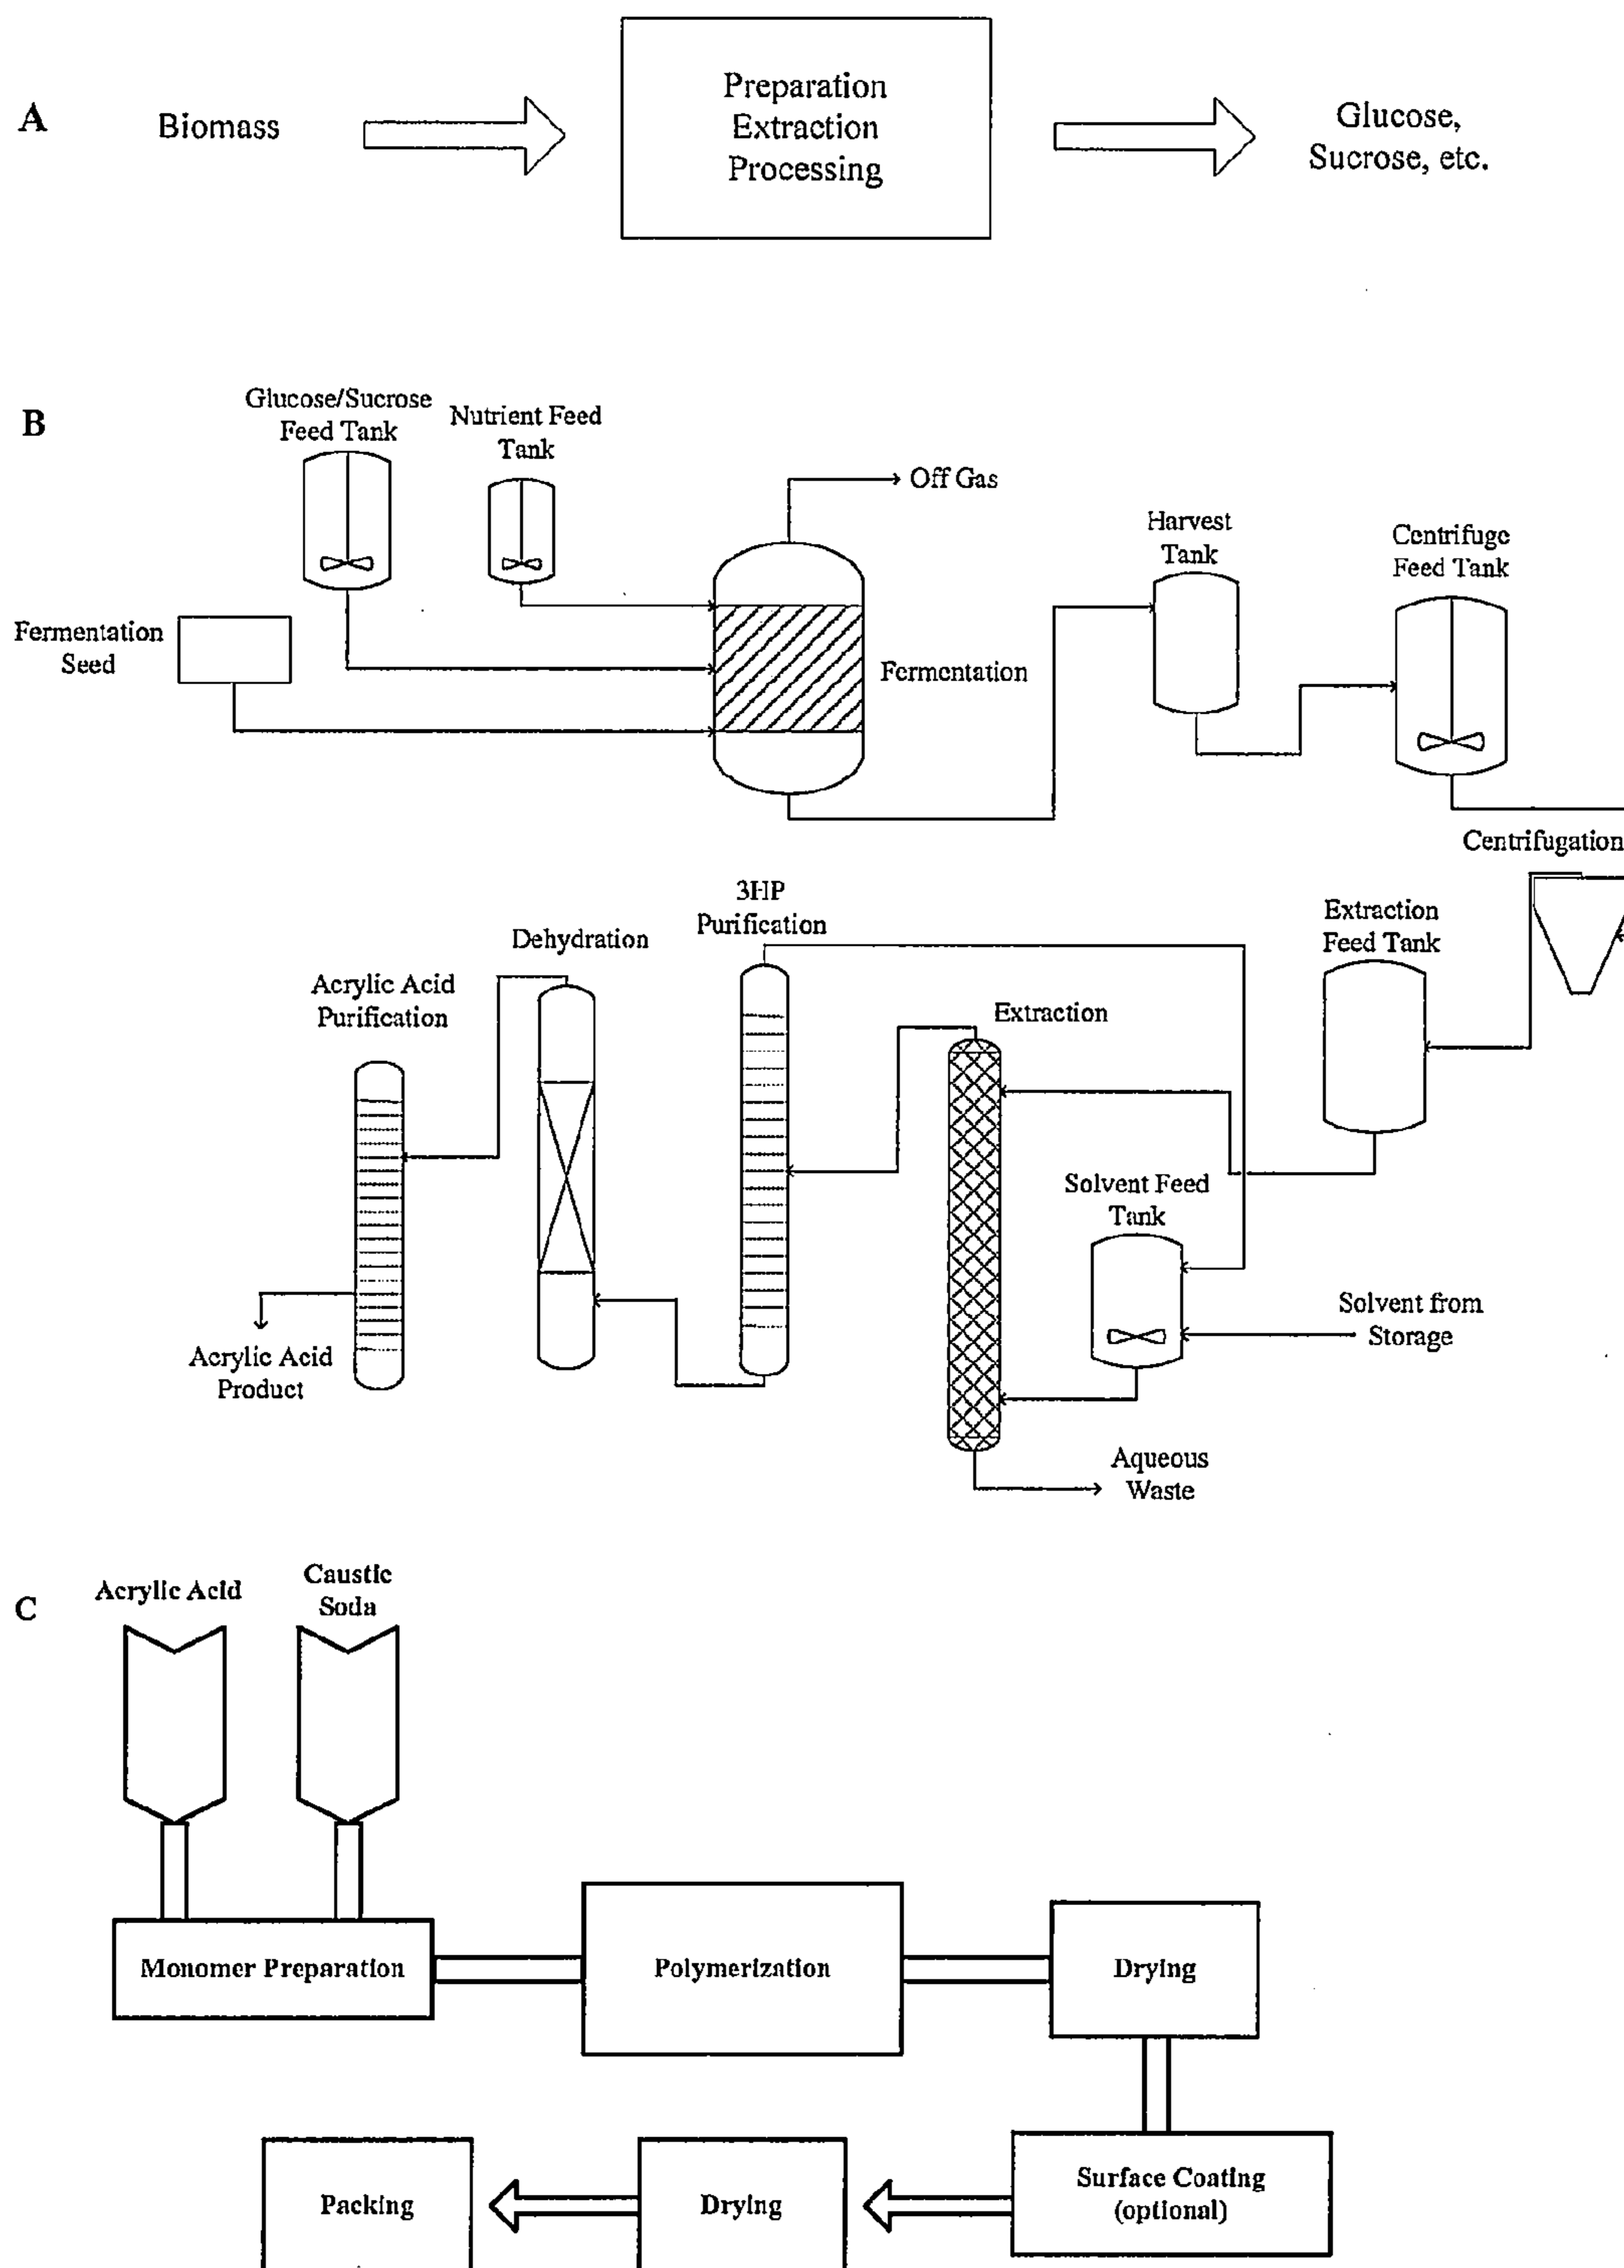 A
Biomass
Preparation
Extraction
Processing
Glucose,
Sucrose, etc.
B
Glucose/Sucrose
Feed Tank
Nutrient Feed
Tank
Off Gas
Harvest
Tank
Centrifuge
Feed Tank
Fermentation
Seed
Fermentation
Centrifugation
3HP
Purification
Dehydration
Extraction
Feed Tank
Acrylic Acid
Purification
Extraction
Solvent Feed
Tank
Solvent from
Storage
Acrylic Acid
Product
Aqueous
Waste
C
Acrylic Acid
Caustic
Soda
Monomer Preparation
Polymerization
Drying
Surface Coating
(optional)
Drying
Packing